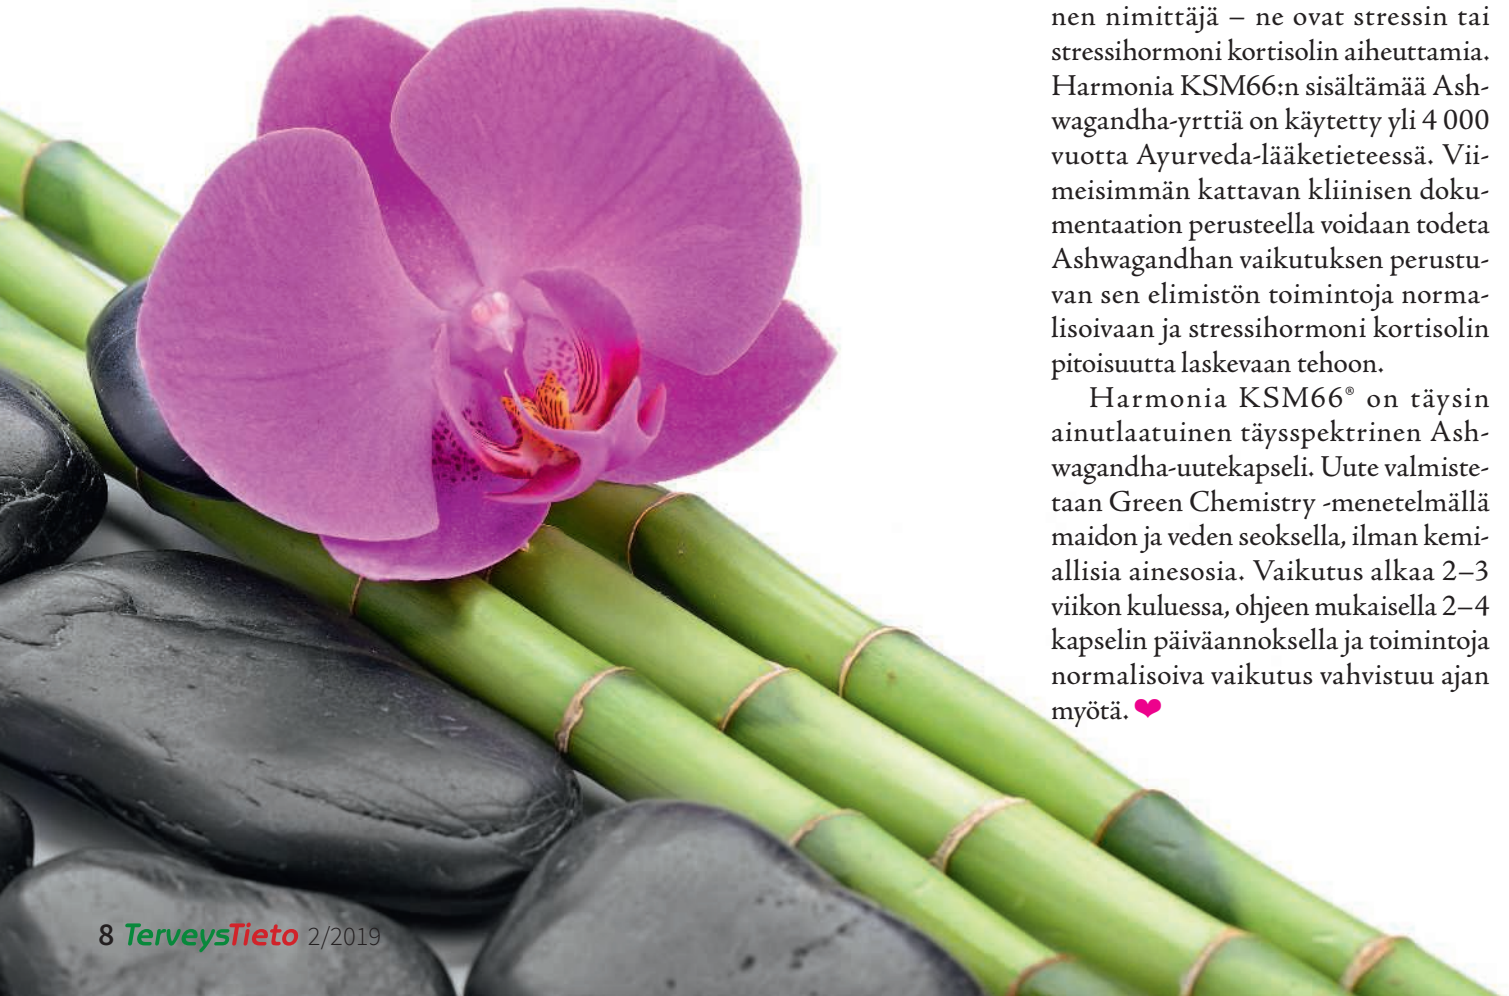 nen nimittäjä – ne ovat stressin tai
stressihormoni kortisolin aiheuttamia.
Harmonia KSM66:n sisältämää Ash-
wagandha-yrttiä on käytetty yli 4 000
vuotta Ayurveda-lääketieteessä. Vii-
meisimmän kattavan kliinisen doku-
mentaation perusteella voidaan todeta
Ashwagandhan vaikutuksen perustu-
van sen elimistön toimintoja norma-
lisoivaan ja stressihormoni kortisolin
pitoisuutta laskevaan tehoon.
Harmonia KSM66® on täysin
ainutlaatuinen täysspektrinen Ash-
wagandha-uutekapseli. Uute valmiste-
taan Green Chemistry -menetelmällä
maidon ja veden seoksella, ilman kemi-
allisia ainesosia. Vaikutus alkaa 2–3
viikon kuluessa, ohjeen mukaisella 2–4
kapselin päiväannoksella ja toimintoja
normalisoiva vaikutus vahvistuu ajan
myötä. ❤
8 TerveysTieto 2/2019